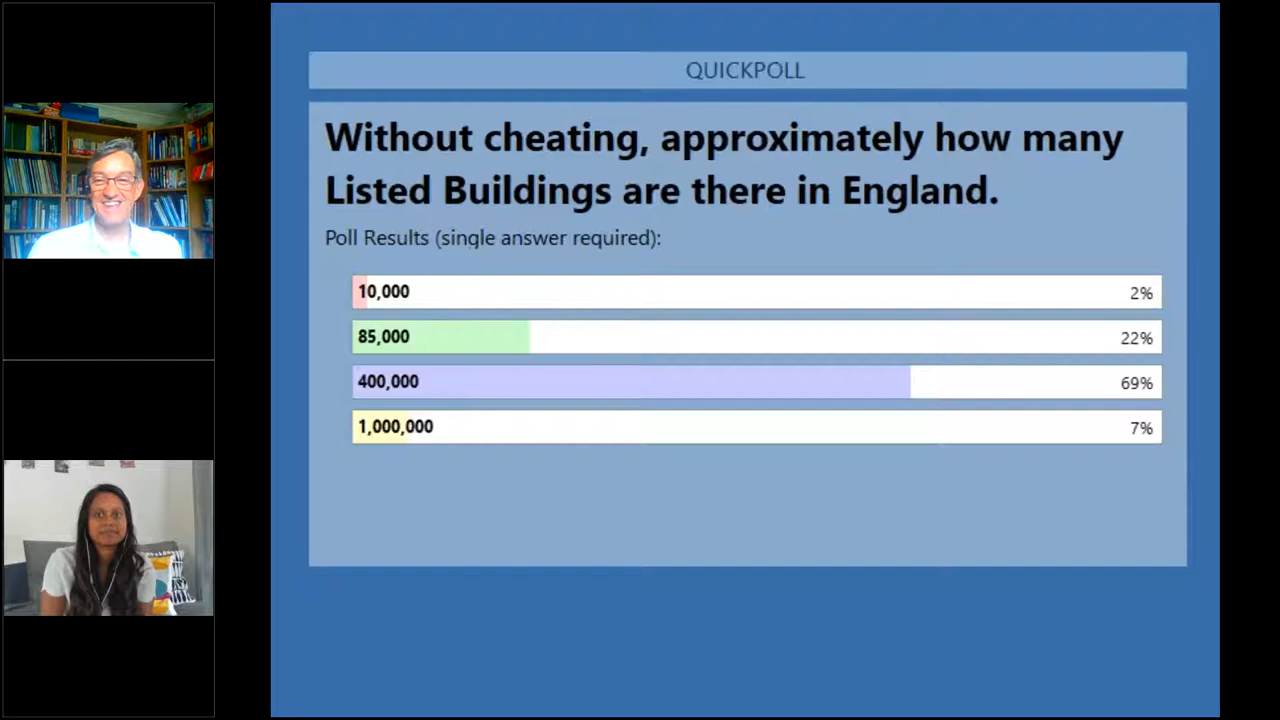 QUICKPOLL
Without cheating, approximately how many
Listed Buildings are there in England.
Poll Results (single answer required):
10,000 2%
85,000 22%
400,000 69%
1,000,000 7%